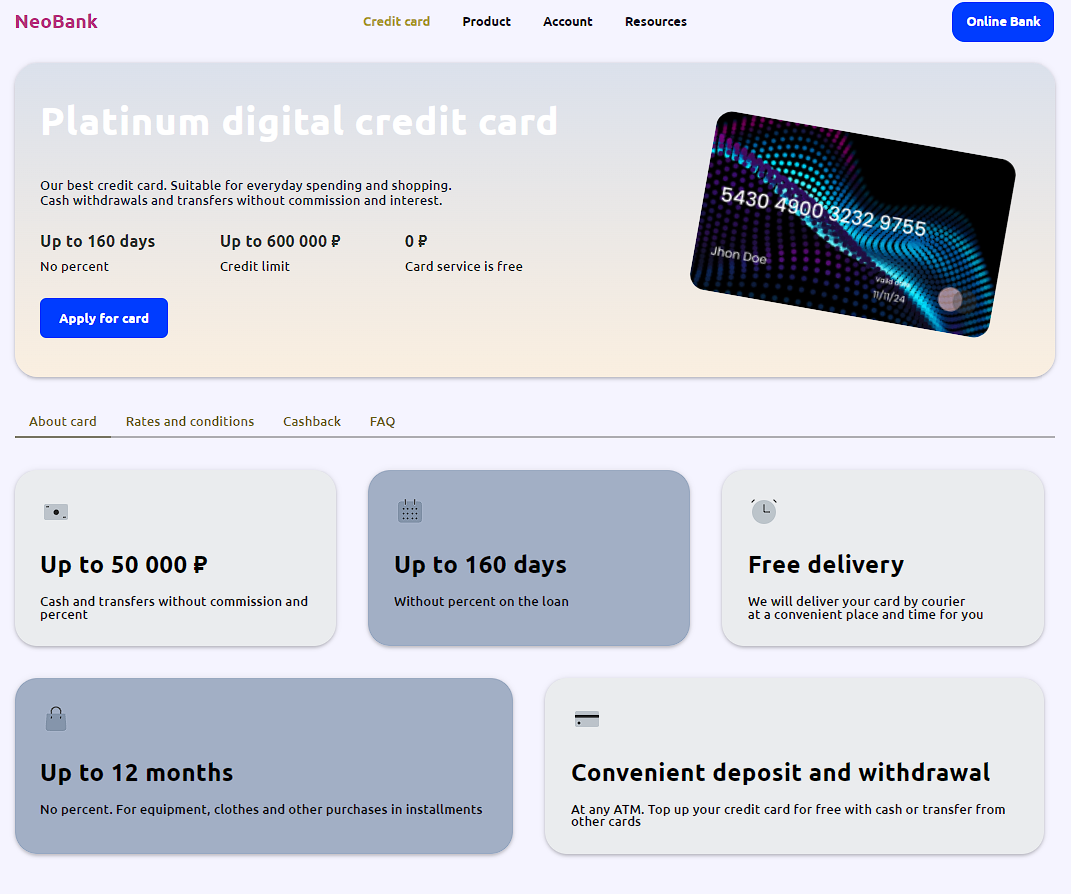 NeoBank
Credit card
Product
Account
Resources
Online Bank
Platinum digital credit card
Our best credit card. Suitable for everyday spending and shopping.
Cash withdrawals and transfers without commission and interest.
Up to 160 days
No percent
Up to 600 000 ₽
Credit limit
0 ₽
Card service is free
Apply for card
5430 4900 3232 9755
Jhon Doe
Valid
11/11/24
About card
Rates and conditions
Cashback
FAQ
Up to 50 000 ₽
Cash and transfers without commission and
percent
Up to 160 days
Without percent on the loan
Free delivery
We will deliver your card by courier
at a convenient place and time for you
Up to 12 months
No percent. For equipment, clothes and other purchases in installments
Convenient deposit and withdrawal
At any ATM. Top up your credit card for free with cash or transfer from
other cards